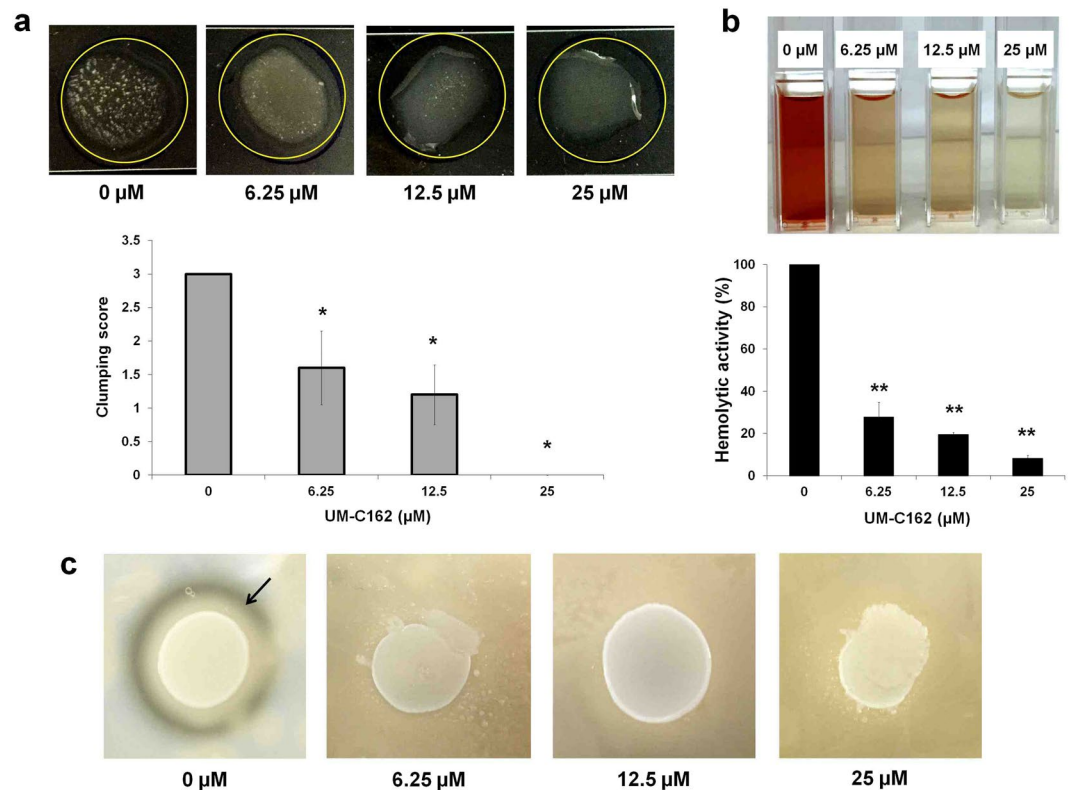 a
0 µM 6.25 µM 12.5 µM 25 µM
3.5
3
2.5
2
1.5
1
0.5
0
Clumping score
* * *
0 6.25 12.5 25
UM-C162 (µM)
b
0 µM 6.25 µM 12.5 µM 25 µM
100
80
60
40
20
0
Hemolytic activity (%)
** ** **
0 6.25 12.5 25
UM-C162 (µM)
c
0 µM 6.25 µM 12.5 µM 25 µM